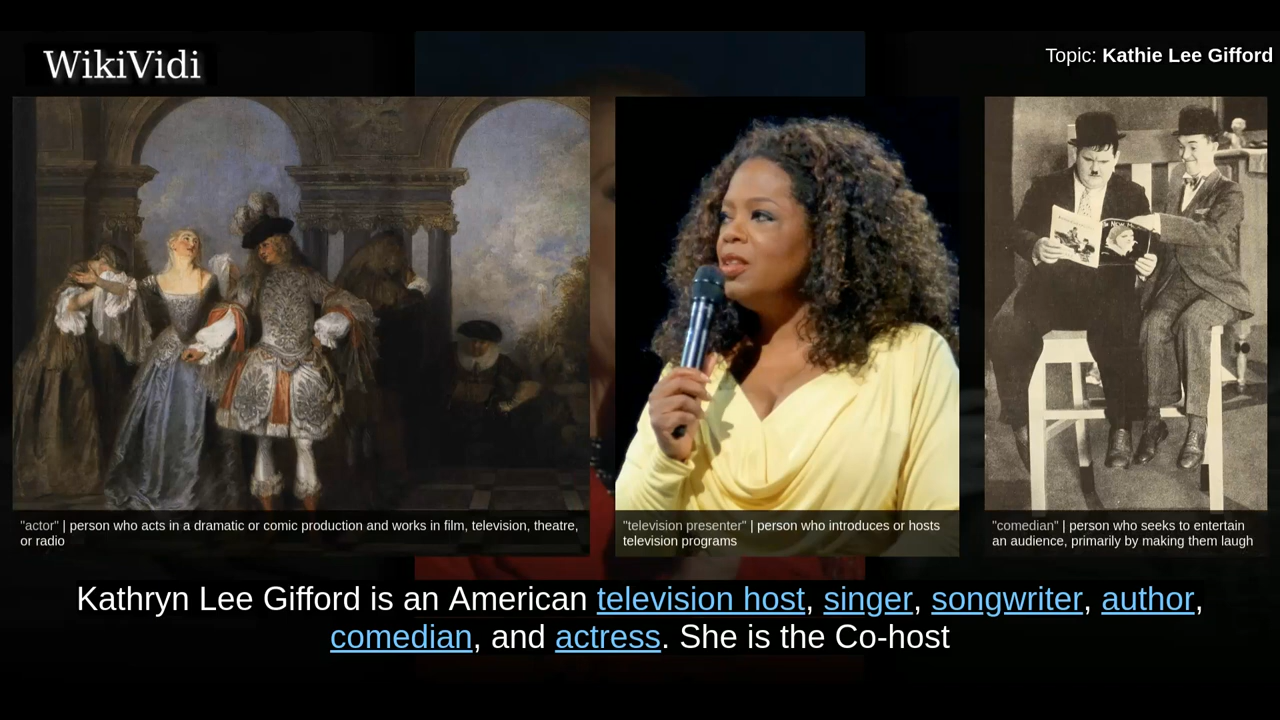 WikiVidi
Topic: Kathie Lee Gifford
"actor" | person who acts in a dramatic or comic production and works in film, television, theatre,
or radio
"television presenter" | person who introduces or hosts
television programs
"comedian" | person who seeks to entertain
an audience, primarily by making them laugh
Kathryn Lee Gifford is an American television host, singer, songwriter, author,
comedian, and actress. She is the Co-host